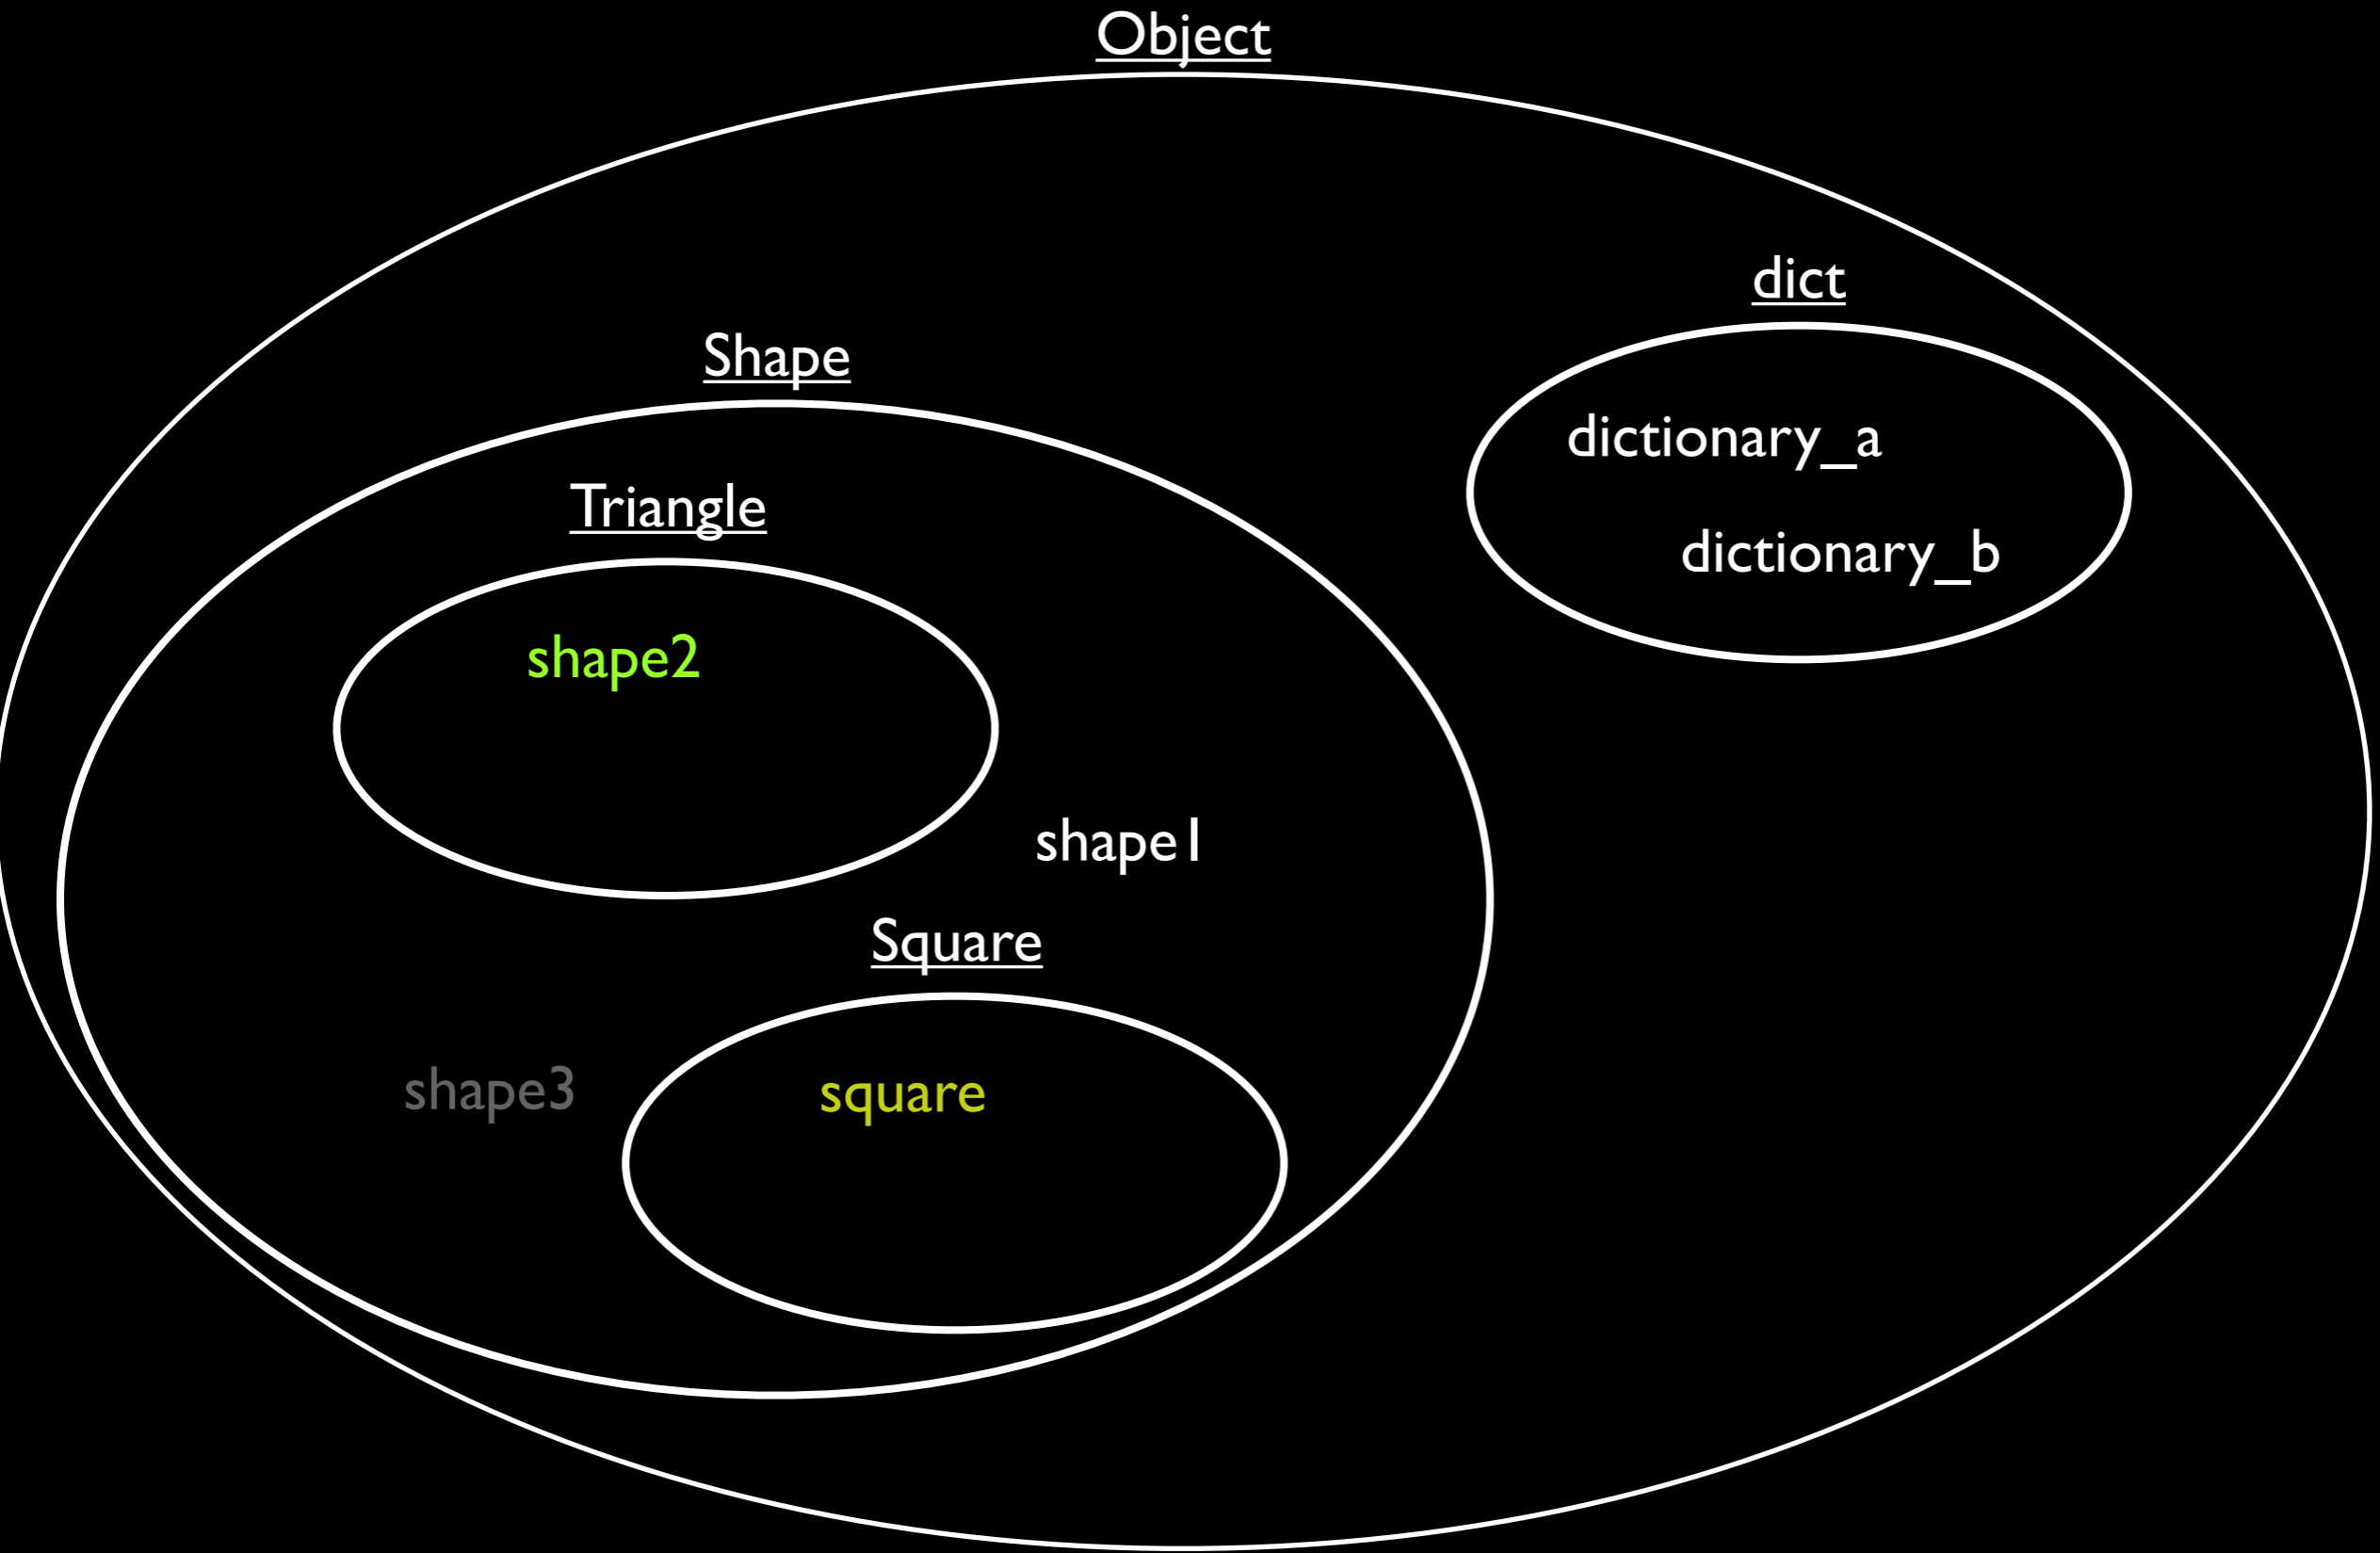 Object
dict
Shape
dictionary_a
Triangle
dictionary_b
shape2
shape1
Square
shape3
square